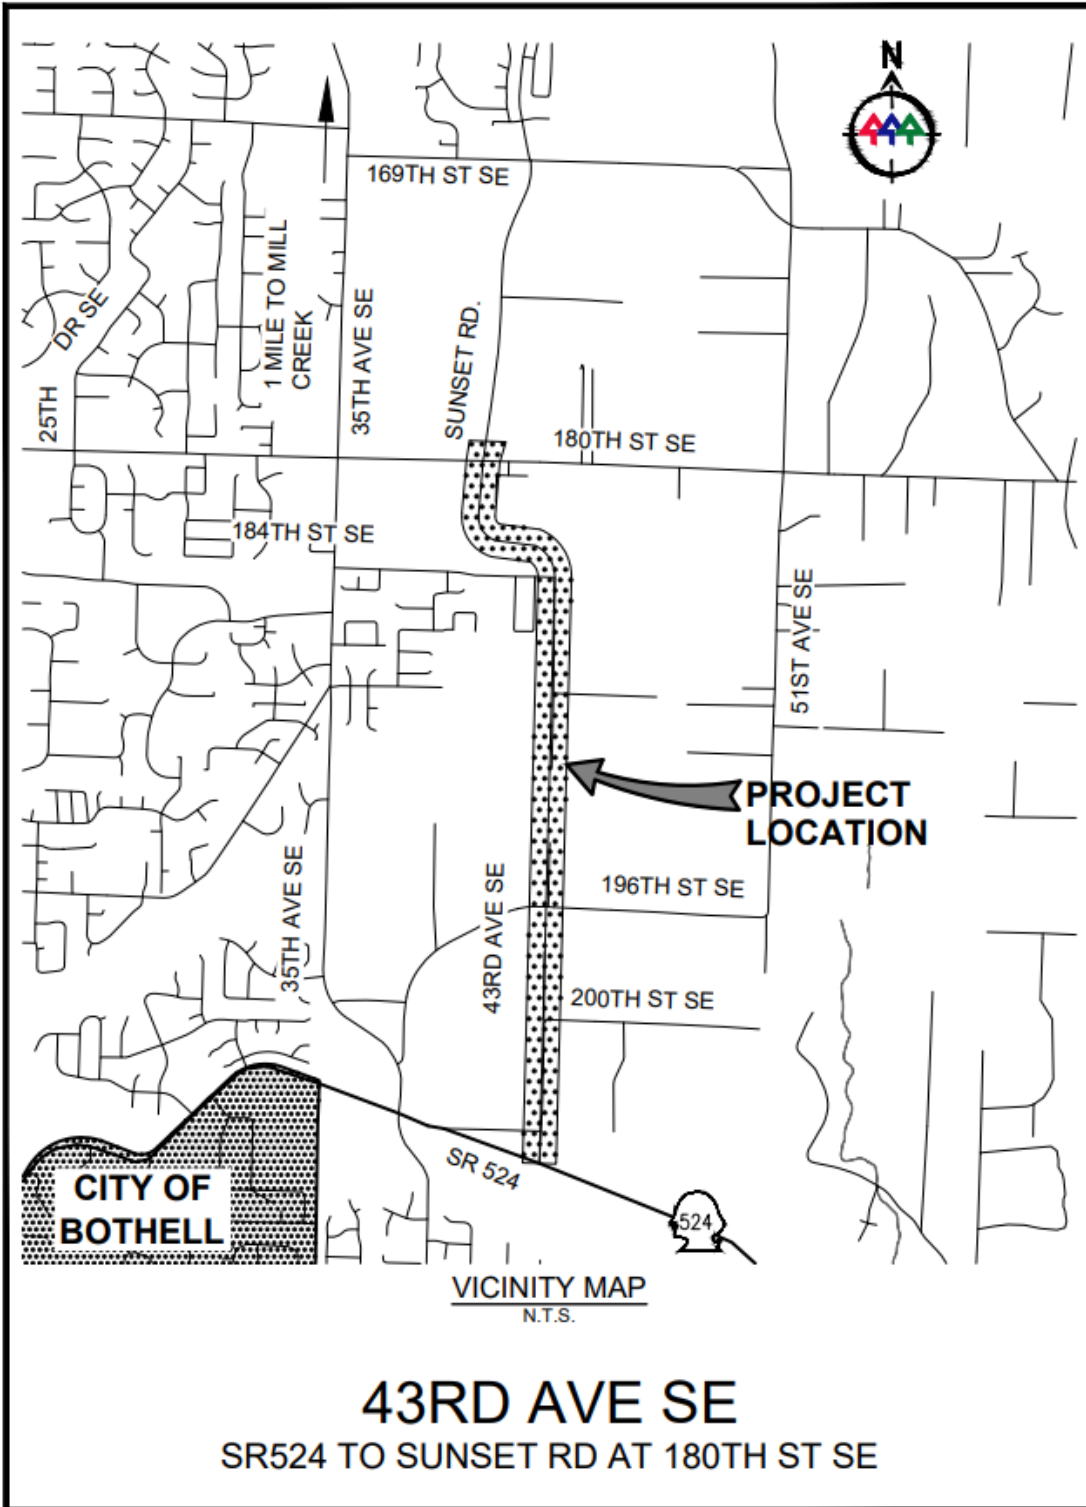 N
169TH ST SE
1 MILE TO MILL
CREEK
35TH AVE SE
SUNSET RD.
DR SE
25TH
180TH ST SE
184TH ST SE
51ST AVE SE
PROJECT
LOCATION
196TH ST SE
43RD AVE SE
35TH AVE SE
200TH ST SE
SR 524
524
CITY OF
BOTHELL
VICINITY MAP
N.T.S.
43RD AVE SE
SR524 TO SUNSET RD AT 180TH ST SE